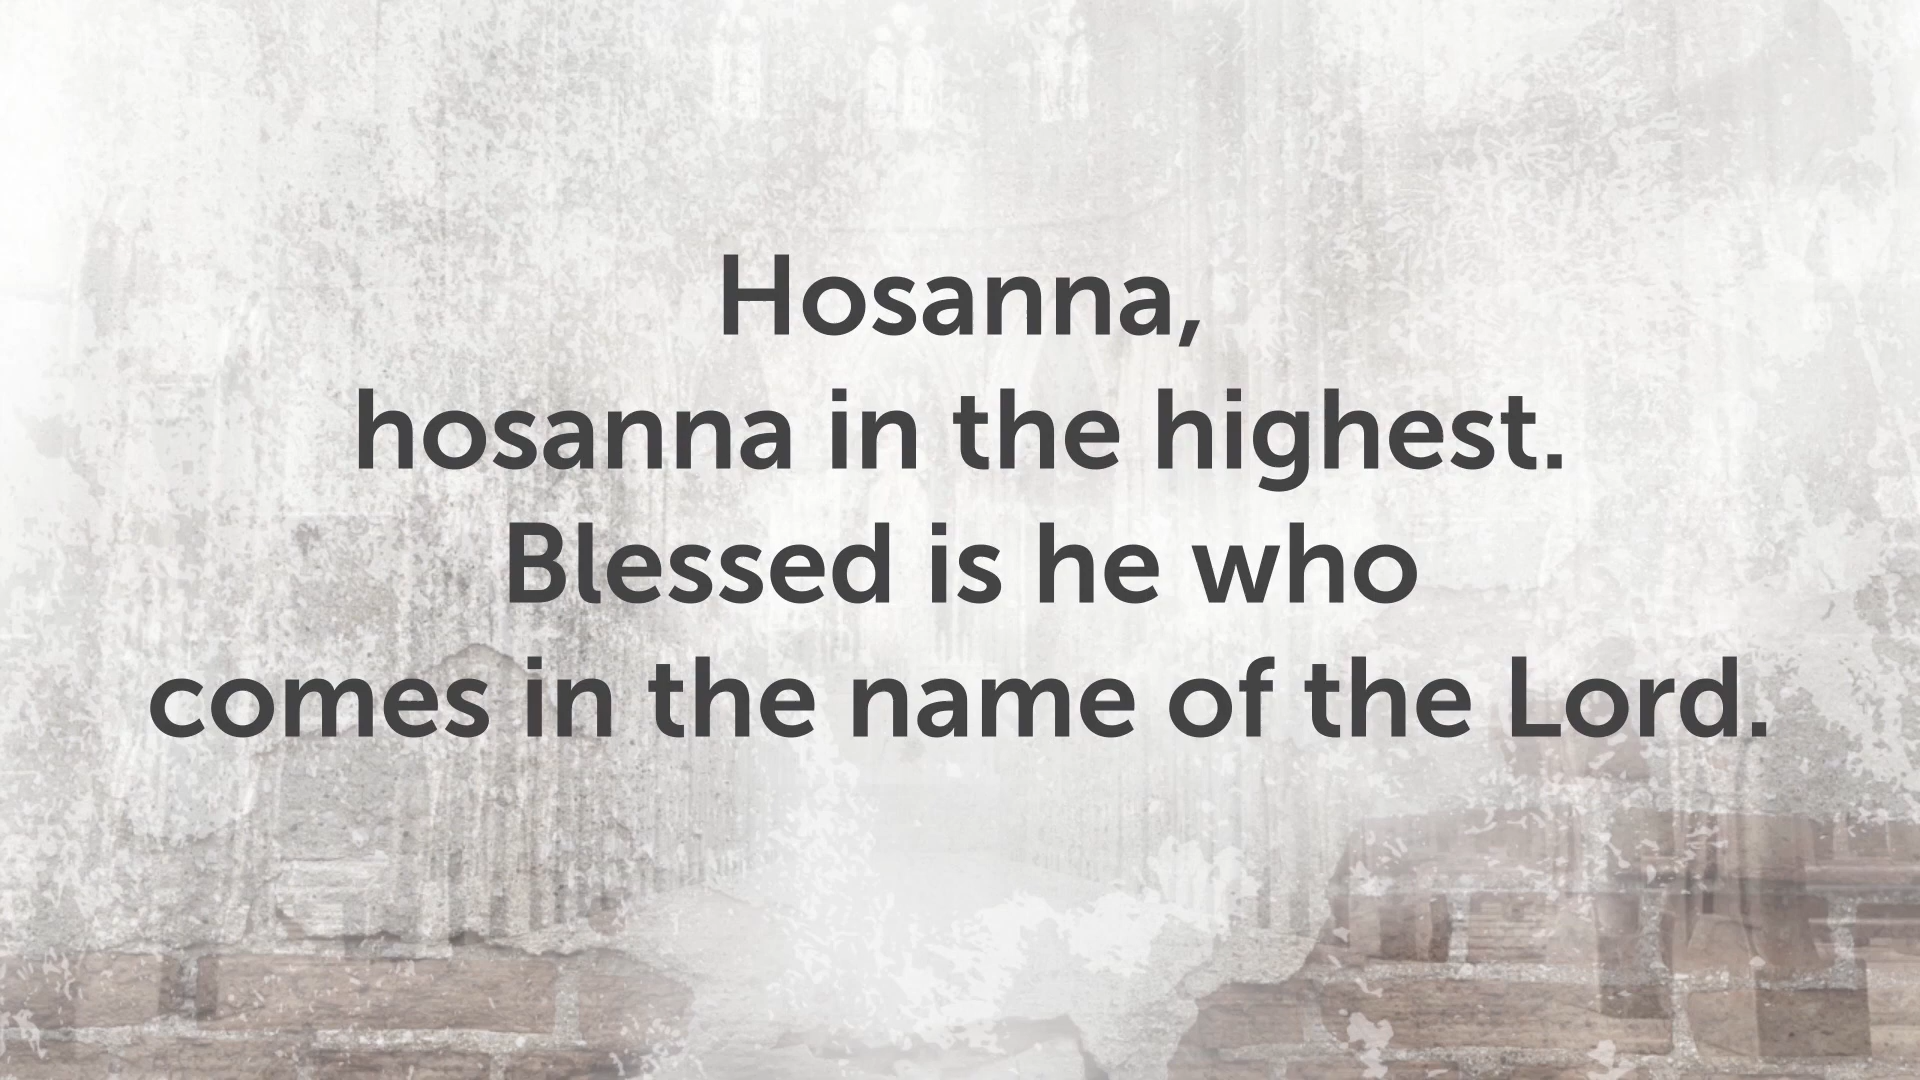 Hosanna,
hosanna in the highest.
Blessed is he who
comes in the name of the Lord.